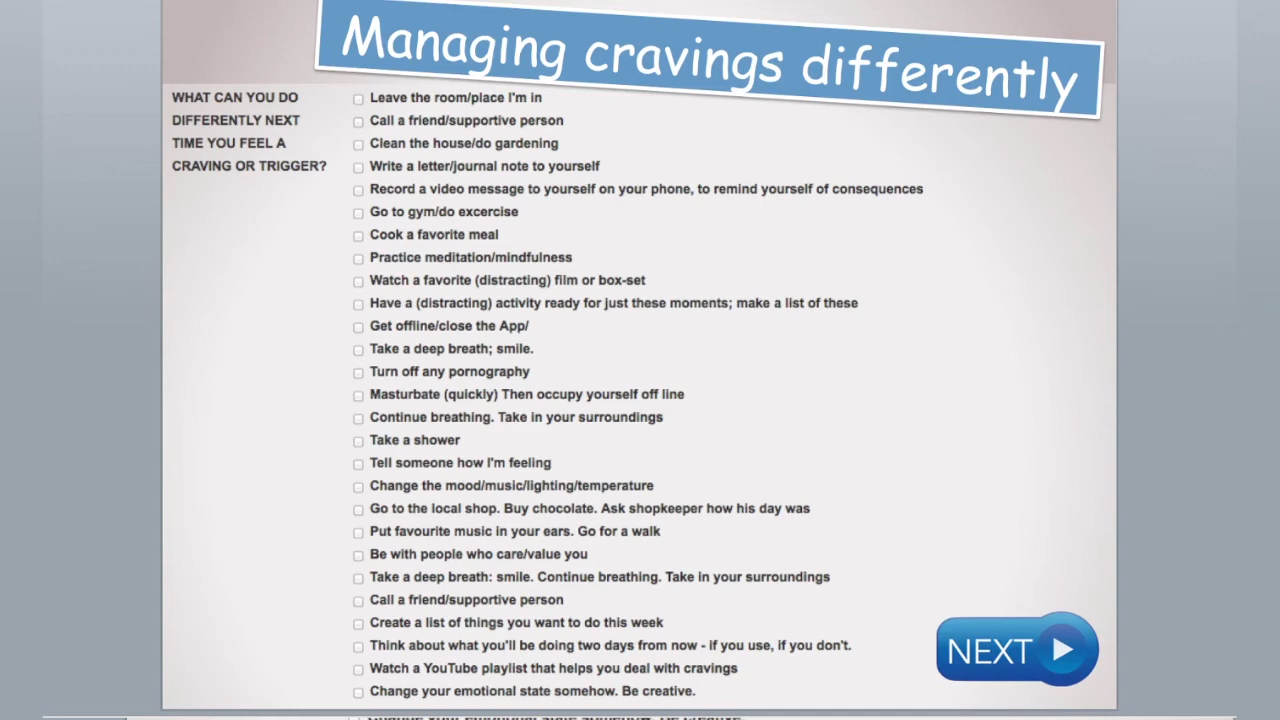 Managing cravings differently
WHAT CAN YOU DO
DIFFERENTLY NEXT
TIME YOU FEEL A
CRAVING OR TRIGGER?
Leave the room/place I'm in
Call a friend/supportive person
Clean the house/do gardening
Write a letter/journal note to yourself
Record a video message to yourself on your phone, to remind yourself of consequences
Go to gym/do excercise
Cook a favorite meal
Practice meditation/mindfulness
Watch a favorite (distracting) film or box-set
Have a (distracting) activity ready for just these moments; make a list of these
Get offline/close the App/
Take a deep breath; smile.
Turn off any pornography
Masturbate (quickly) Then occupy yourself off line
Continue breathing. Take in your surroundings
Take a shower
Tell someone how I'm feeling
Change the mood/music/lighting/temperature
Go to the local shop. Buy chocolate. Ask shopkeeper how his day was
Put favourite music in your ears. Go for a walk
Be with people who care/value you
Take a deep breath: smile. Continue breathing. Take in your surroundings
Call a friend/supportive person
Create a list of things you want to do this week
Think about what you'll be doing two days from now - if you use, if you don't.
Watch a YouTube playlist that helps you deal with cravings
Change your emotional state somehow. Be creative.
NEXT